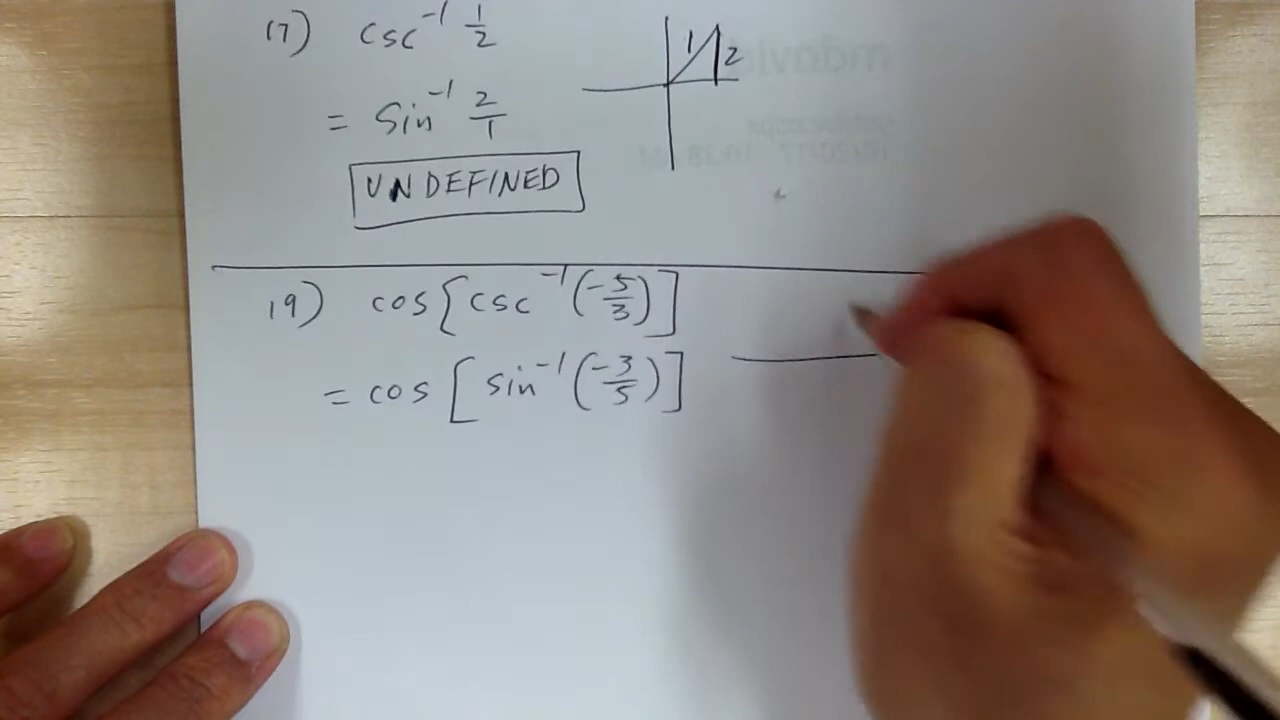 17) csc⁻¹ 1/2
1 2
= sin⁻¹ 2/1
UNDEFINED
19) cos[csc⁻¹(-5/3)]
= cos[sin⁻¹(-3/5)]